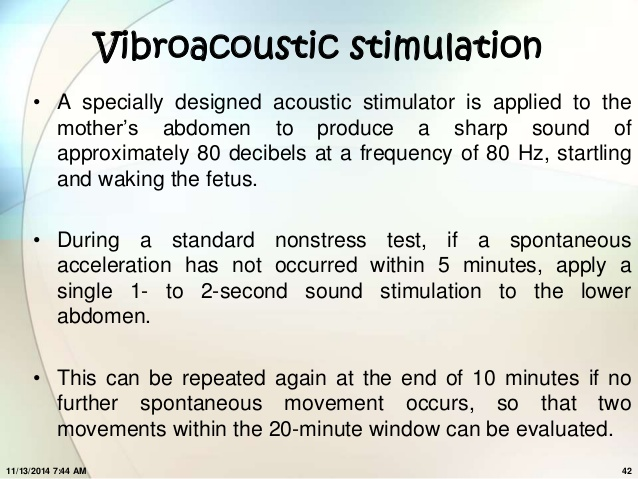 Vibroacoustic stimulation
• A specially designed acoustic stimulator is applied to the
mother's abdomen to produce a sharp sound of
approximately 80 decibels at a frequency of 80 Hz, startling
and waking the fetus.
• During a standard nonstress test, if a spontaneous
acceleration has not occurred within 5 minutes, apply a
single 1- to 2-second sound stimulation to the lower
abdomen.
• This can be repeated again at the end of 10 minutes if no
further spontaneous movement occurs, so that two
movements within the 20-minute window can be evaluated.
11/13/2014 7:44 AM 42